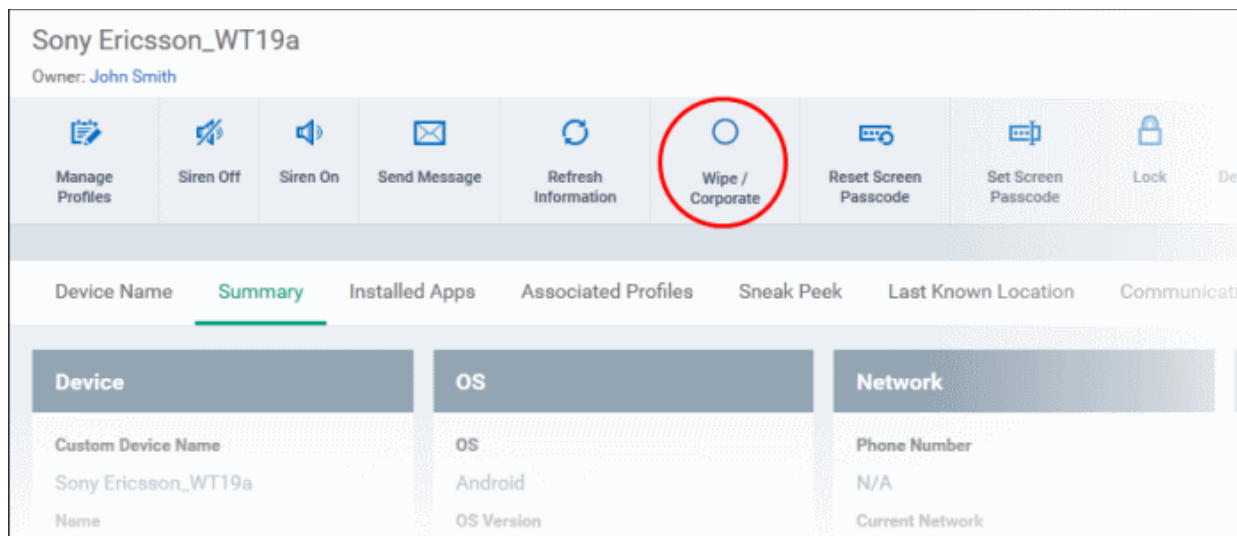 Sony Ericsson_WT19a
Owner: John Smith
Manage Profiles
Siren Off
Siren On
Send Message
Refresh Information
Wipe / Corporate
Reset Screen Passcode
Set Screen Passcode
Lock
De
Device Name
Summary
Installed Apps
Associated Profiles
Sneak Peek
Last Known Location
Communicati
Device
OS
Network
Custom Device Name
OS
Phone Number
Sony Ericsson_WT19a
Android
N/A
Name
OS Version
Current Network